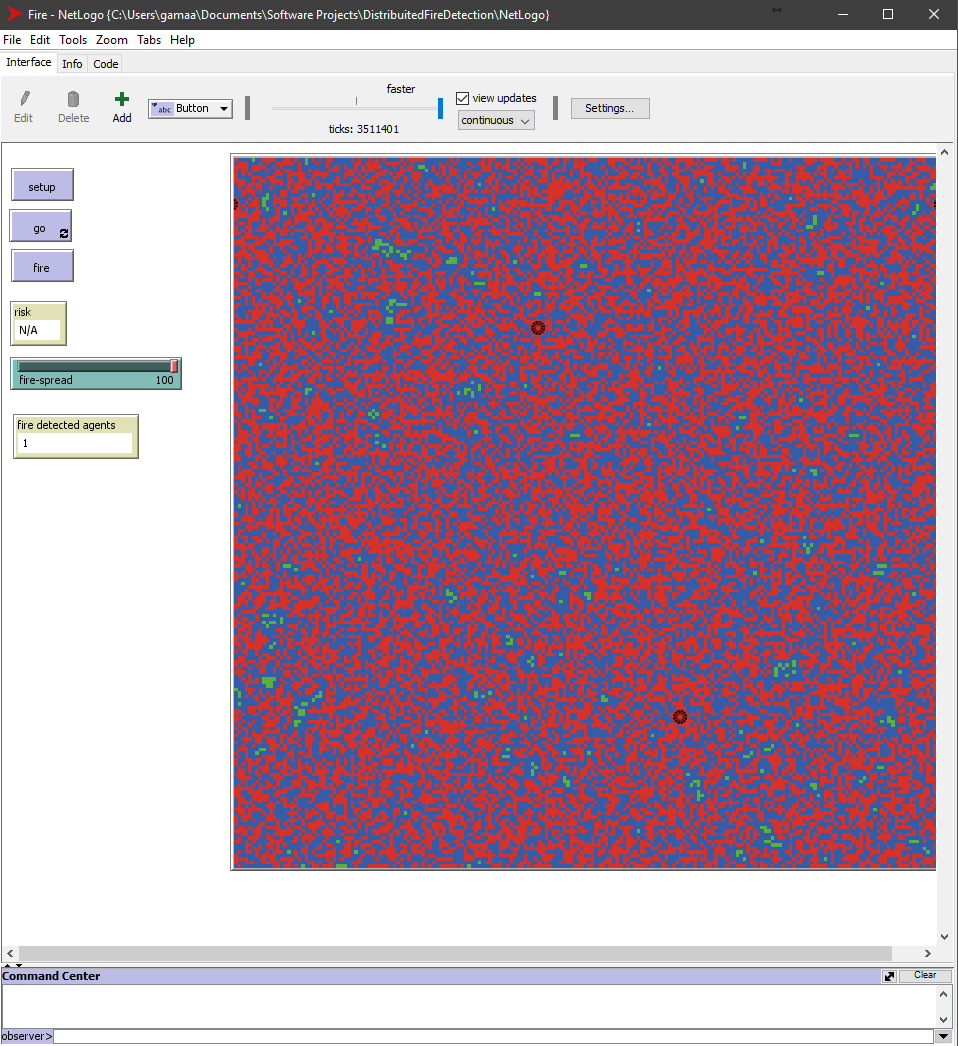 Fire - NetLogo {C:\Users\gamaa\Documents\Software Projects\DistribuitedFireDetection\NetLogo}
File Edit Tools Zoom Tabs Help
Interface Info Code
Edit Delete Add abc Button
faster
ticks: 3511401
view updates
continuous
Settings...
setup
go
fire
risk
N/A
fire-spread 100
fire detected agents
1
Command Center Clear
observer>